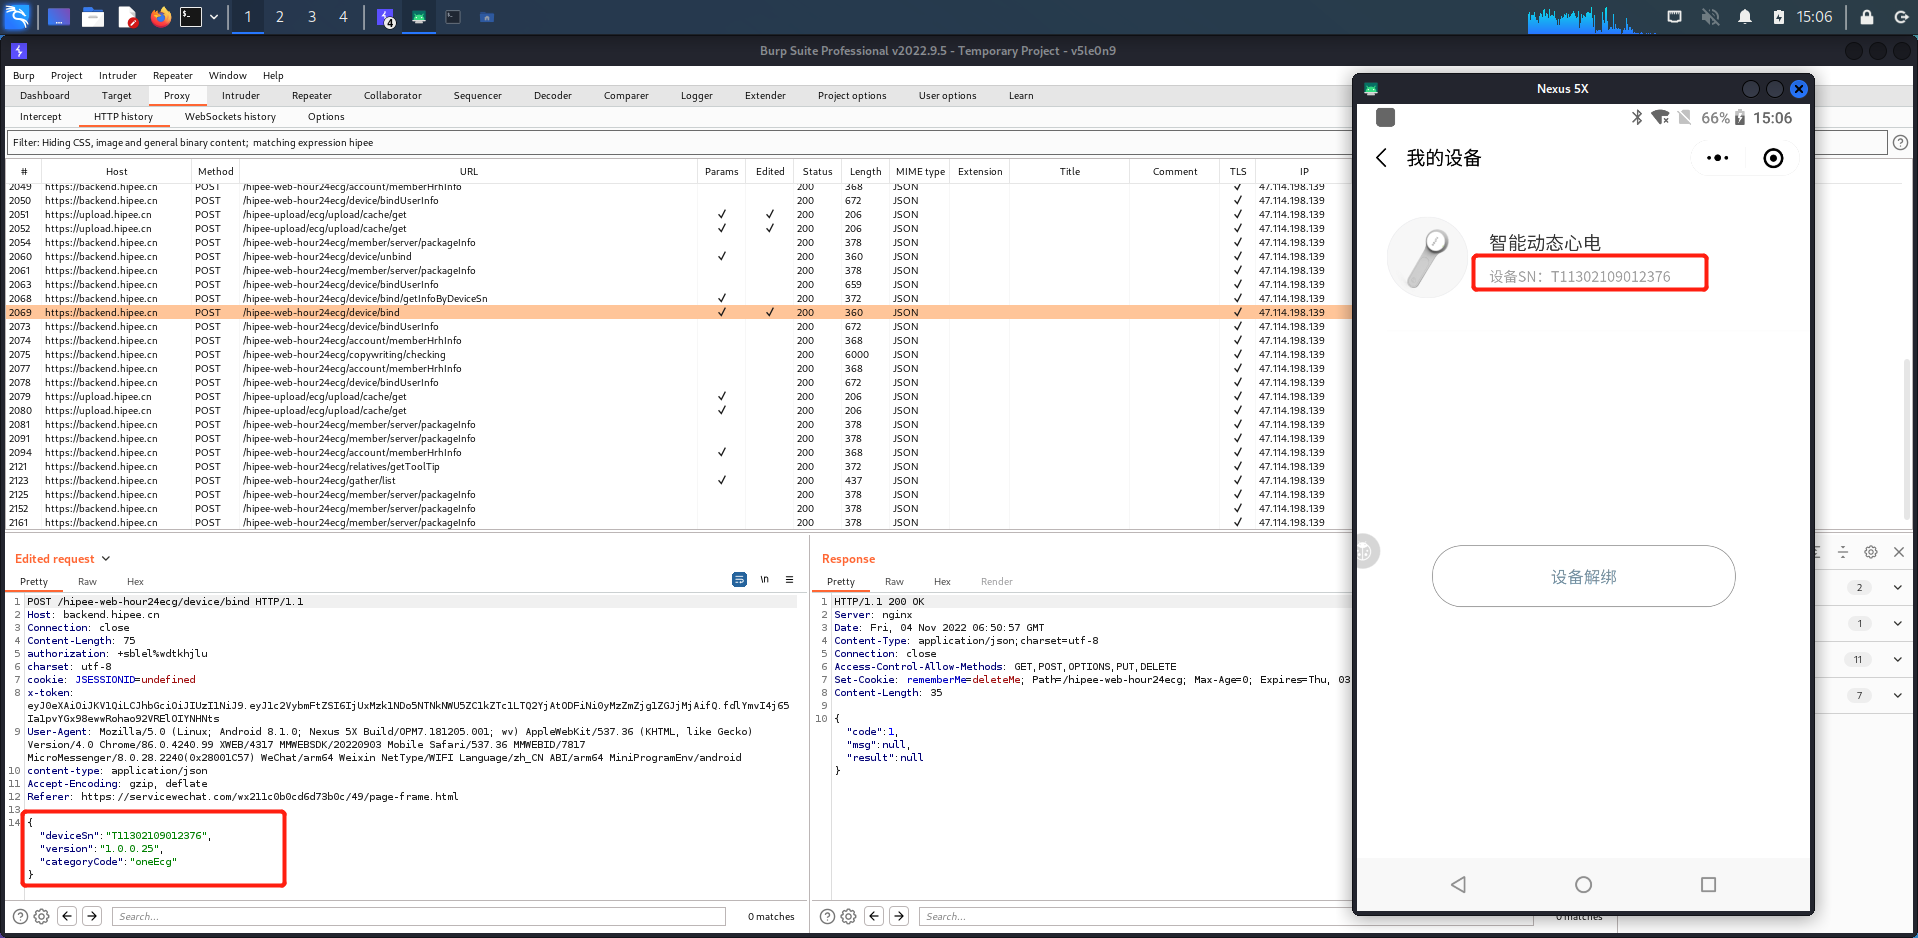 1 2 3 4 4 15:06
Burp Suite Professional v2022.9.5 - Temporary Project - v5le0n9
Burp Project Intruder Repeater Window Help
Dashboard Target Proxy Intruder Repeater Collaborator Sequencer Decoder Comparer Logger Extender Project options User options Learn
Intercept HTTP history WebSockets history Options
Filter: Hiding CSS, image and general binary content; matching expression hipee
# Host Method URL Params Edited Status Length MIME type Extension Title Comment TLS IP
2049 https://backend.hipee.cn POST /hipee-web-hour24ecg/account/memberHrhInfo 200 368 JSON ✓ 47.114.198.139
2050 https://backend.hipee.cn POST /hipee-web-hour24ecg/device/bindUserInfo 200 672 JSON ✓ 47.114.198.139
2051 https://upload.hipee.cn POST /hipee-upload/ecg/upload/cache/get ✓ ✓ 200 206 JSON ✓ 47.114.198.139
2052 https://upload.hipee.cn POST /hipee-upload/ecg/upload/cache/get ✓ ✓ 200 206 JSON ✓ 47.114.198.139
2054 https://backend.hipee.cn POST /hipee-web-hour24ecg/member/server/packageInfo 200 378 JSON ✓ 47.114.198.139
2060 https://backend.hipee.cn POST /hipee-web-hour24ecg/device/unbind ✓ 200 360 JSON ✓ 47.114.198.139
2061 https://backend.hipee.cn POST /hipee-web-hour24ecg/member/server/packageInfo 200 378 JSON ✓ 47.114.198.139
2063 https://backend.hipee.cn POST /hipee-web-hour24ecg/device/bindUserInfo 200 659 JSON ✓ 47.114.198.139
2068 https://backend.hipee.cn POST /hipee-web-hour24ecg/device/bind/getInfoByDeviceSn ✓ 200 372 JSON ✓ 47.114.198.139
2069 https://backend.hipee.cn POST /hipee-web-hour24ecg/device/bind ✓ ✓ 200 360 JSON ✓ 47.114.198.139
2073 https://backend.hipee.cn POST /hipee-web-hour24ecg/device/bindUserInfo 200 672 JSON ✓ 47.114.198.139
2074 https://backend.hipee.cn POST /hipee-web-hour24ecg/account/memberHrhInfo 200 368 JSON ✓ 47.114.198.139
2075 https://backend.hipee.cn POST /hipee-web-hour24ecg/copywriting/checking 200 6000 JSON ✓ 47.114.198.139
2077 https://backend.hipee.cn POST /hipee-web-hour24ecg/account/memberHrhInfo 200 368 JSON ✓ 47.114.198.139
2078 https://backend.hipee.cn POST /hipee-web-hour24ecg/device/bindUserInfo 200 672 JSON ✓ 47.114.198.139
2079 https://upload.hipee.cn POST /hipee-upload/ecg/upload/cache/get ✓ 200 206 JSON ✓ 47.114.198.139
2080 https://upload.hipee.cn POST /hipee-upload/ecg/upload/cache/get ✓ 200 206 JSON ✓ 47.114.198.139
2081 https://backend.hipee.cn POST /hipee-web-hour24ecg/member/server/packageInfo 200 378 JSON ✓ 47.114.198.139
2091 https://backend.hipee.cn POST /hipee-web-hour24ecg/member/server/packageInfo 200 378 JSON ✓ 47.114.198.139
2094 https://backend.hipee.cn POST /hipee-web-hour24ecg/account/memberHrhInfo ✓ 200 368 JSON ✓ 47.114.198.139
2121 https://backend.hipee.cn POST /hipee-web-hour24ecg/relatives/getToolTip 200 372 JSON ✓ 47.114.198.139
2123 https://backend.hipee.cn POST /hipee-web-hour24ecg/gather/list ✓ 200 437 JSON ✓ 47.114.198.139
2125 https://backend.hipee.cn POST /hipee-web-hour24ecg/member/server/packageInfo 200 378 JSON ✓ 47.114.198.139
2152 https://backend.hipee.cn POST /hipee-web-hour24ecg/member/server/packageInfo 200 378 JSON ✓ 47.114.198.139
2161 https://backend.hipee.cn POST /hipee-web-hour24ecg/member/server/packageInfo 200 378 JSON ✓ 47.114.198.139
Edited request
Pretty Raw Hex \n
1 POST /hipee-web-hour24ecg/device/bind HTTP/1.1
2 Host: backend.hipee.cn
3 Connection: close
4 Content-Length: 75
5 authorization: +sblel%wdtkhjlu
6 charset: utf-8
7 cookie: JSESSIONID=undefined
8 x-token:
9 User-Agent: Mozilla/5.0 (Linux; Android 8.1.0; Nexus 5X Build/OPM7.181205.001; wv) AppleWebKit/537.36 (KHTML, like Gecko)
Version/4.0 Chrome/86.0.4240.99 XWEB/4317 MMWEBSDK/20220903 Mobile Safari/537.36 MMWEBID/7817
MicroMessenger/8.0.28.2240(0x28001C57) WeChat/arm64 Weixin NetType/WIFI Language/zh_CN ABI/arm64 MiniProgramEnv/android
10 content-type: application/json
11 Accept-Encoding: gzip, deflate
12 Referer: https://servicewechat.com/wx211c0b0cd6d73b0c/49/page-frame.html
13
14 {
"deviceSn":"T11302109012376",
"version":"1.0.0.25",
"categoryCode":"oneEcg"
}
Search... 0 matches
Response
Pretty Raw Hex Render
1 HTTP/1.1 200 OK
2 Server: nginx
3 Date: Fri, 04 Nov 2022 06:50:57 GMT
4 Content-Type: application/json;charset=utf-8
5 Connection: close
6 Access-Control-Allow-Methods: GET,POST,OPTIONS,PUT,DELETE
7 Set-Cookie: rememberMe=deleteMe; Path=/hipee-web-hour24ecg; Max-Age=0; Expires=Thu, 03
8 Content-Length: 35
9
10 {
"code":1,
"msg":null,
"result":null
}
Search... 0 matches
2
1
11
7
Nexus 5X
66% 15:06
我的设备
智能动态心电
设备SN：T11302109012376
设备解绑